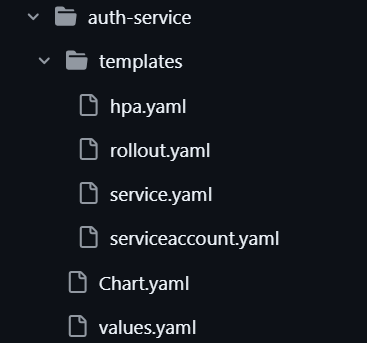 auth-service
templates
hpa.yaml
rollout.yaml
service.yaml
serviceaccount.yaml
Chart.yaml
values.yaml